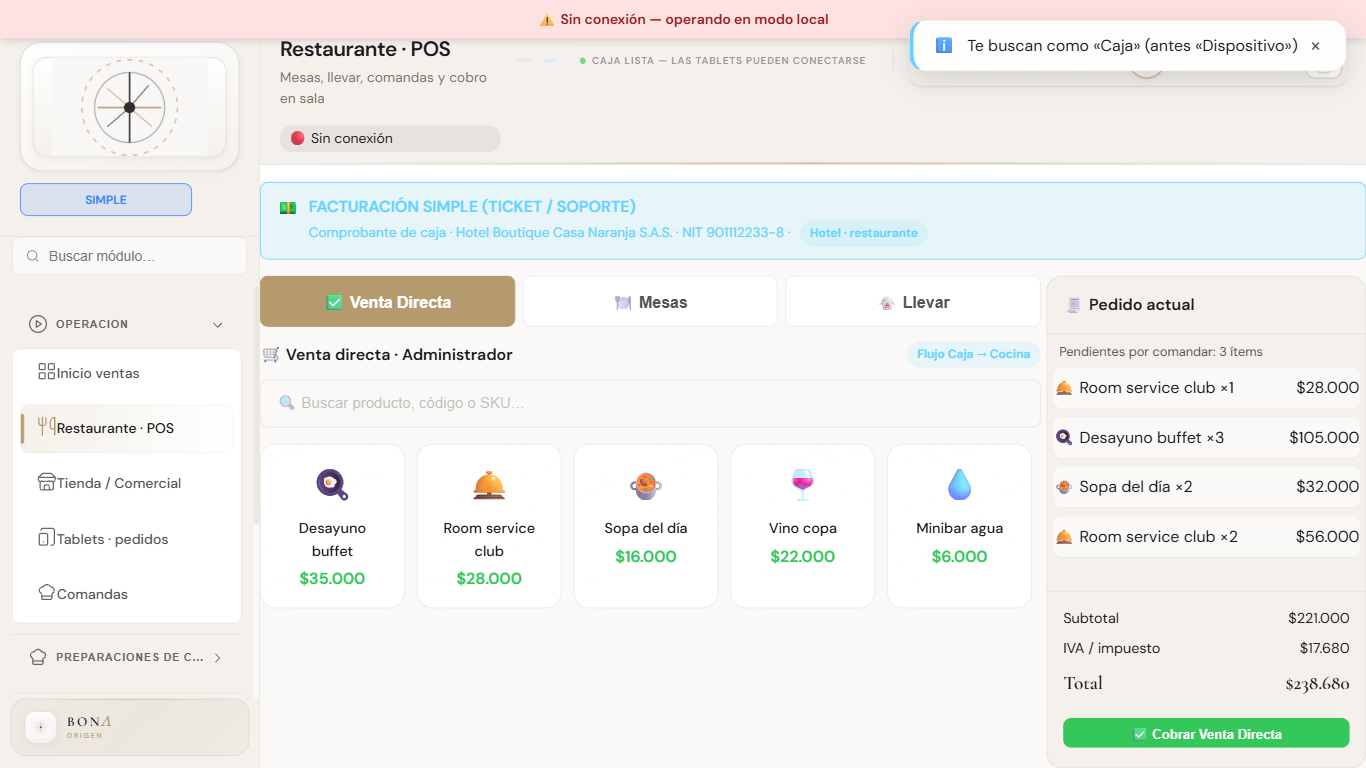 ⚠️ Sin conexión — operando en modo local
Te buscan como «Caja» (antes «Dispositivo») ×
SIMPLE
Buscar módulo…
OPERACION
Inicio ventas
Restaurante · POS
Tienda / Comercial
Tablets · pedidos
Comandas
PREPARACIONES DE C...
BONA
ORIGEN
Restaurante · POS
Mesas, llevar, comandas y cobro
en sala
CAJA LISTA — LAS TABLETS PUEDEN CONECTARSE
Sin conexión
FACTURACIÓN SIMPLE (TICKET / SOPORTE)
Comprobante de caja · Hotel Boutique Casa Naranja S.A.S. · NIT 901112233-8 · Hotel · restaurante
✅ Venta Directa
🍽️ Mesas
Llevar
🛒 Venta directa · Administrador
Flujo Caja → Cocina
🔍 Buscar producto, código o SKU...
Desayuno
buffet
$35.000
Room service
club
$28.000
Sopa del día
$16.000
Vino copa
$22.000
Minibar agua
$6.000
Pedido actual
Pendientes por comandar: 3 ítems
Room service club ×1 $28.000
Desayuno buffet ×3 $105.000
Sopa del día ×2 $32.000
Room service club ×2 $56.000
Subtotal $221.000
IVA / impuesto $17.680
Total $238.680
✅ Cobrar Venta Directa